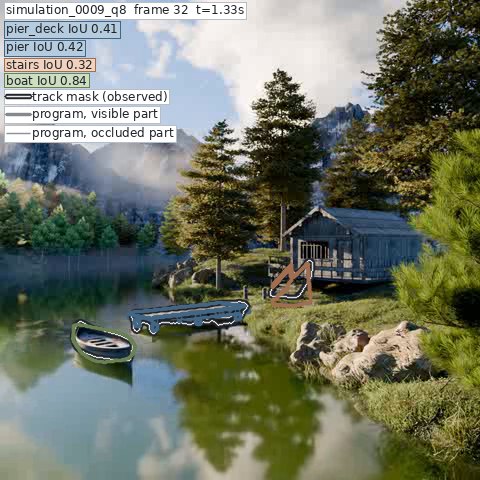 simulation_0009_q8 frame 32 t=1.33s
pier_deck IoU 0.41
pier IoU 0.42
stairs IoU 0.32
boat IoU 0.84
track mask (observed)
program, visible part
program, occluded part